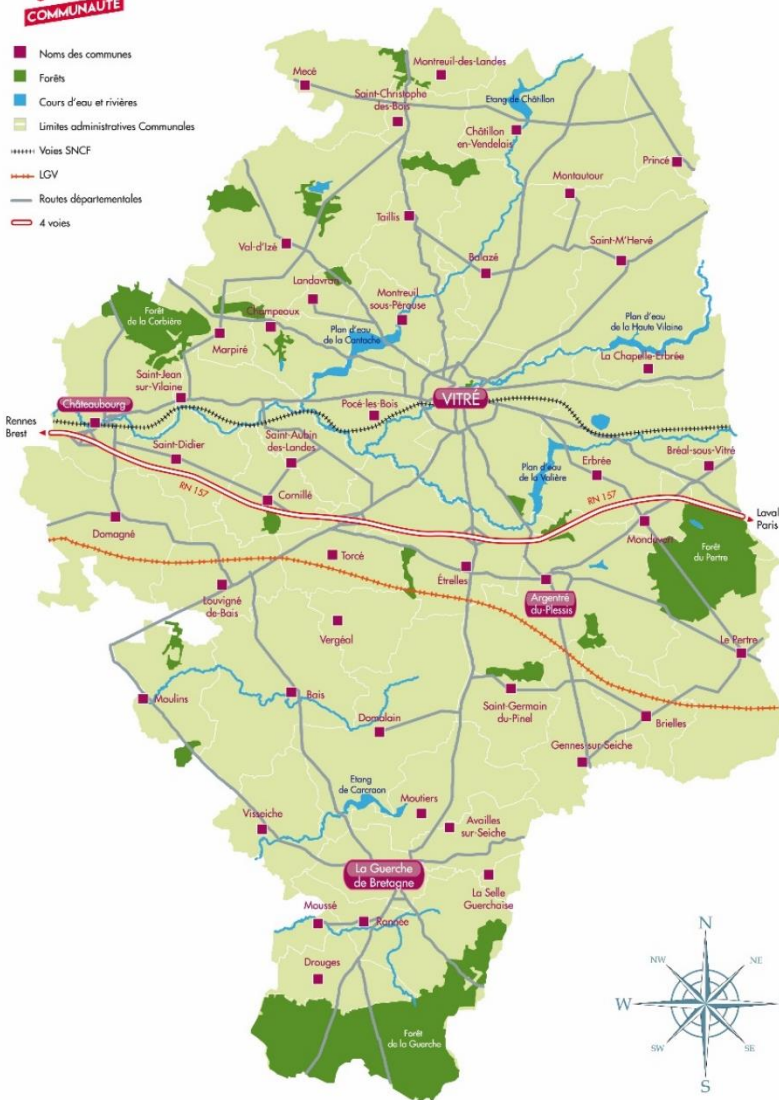 COMMUNAUTÉ
Noms des communes
Forêts
Cours d'eau et rivières
Limites administratives Communales
Voies SNCF
LGV
Routes départementales
4 voies
Mecé
Montreuil-des-Landes
Saint-Christophe
des-Bois
Etang de Châtillon
Châtillon
en-Vendelais
Princé
Montautour
Taillis
Val-d'Izé
Balazé
Saint-M'Hervé
Landavran
Montreuil
sous-Pérouse
Champeaux
Forêt
de la Corbière
Plan d'eau
de la Cantache
Plan d'eau
de la Haute Vilaine
Marpiré
La Chapelle-Erbrée
Saint-Jean
sur-Vilaine
Châteaubourg
VITRÉ
Pocé-les-Bois
Rennes
Brest
Saint-Didier
Saint-Aubin
des-Landes
Plan d'eau
de la Valière
Erbrée
Bréal-sous-Vitré
RN 157
Cornillé
RN 157
Laval
Paris
Domagné
Mondevert
Forêt
du Pertre
Torcé
Étrelles
Louvigné
de-Bais
Argentré
du-Plessis
Vergéal
Le Pertre
Moulins
Bais
Saint-Germain
du-Pinel
Brielles
Domalain
Gennes-sur-Seiche
Etang
de Carcraon
Moutiers
Visseiche
Availles
sur-Seiche
La Guerche
de Bretagne
La Selle
Guerchaise
Moussé
Rannée
Drouges
Forêt
de la Guerche
N
NW
NE
W
E
SW
SE
S